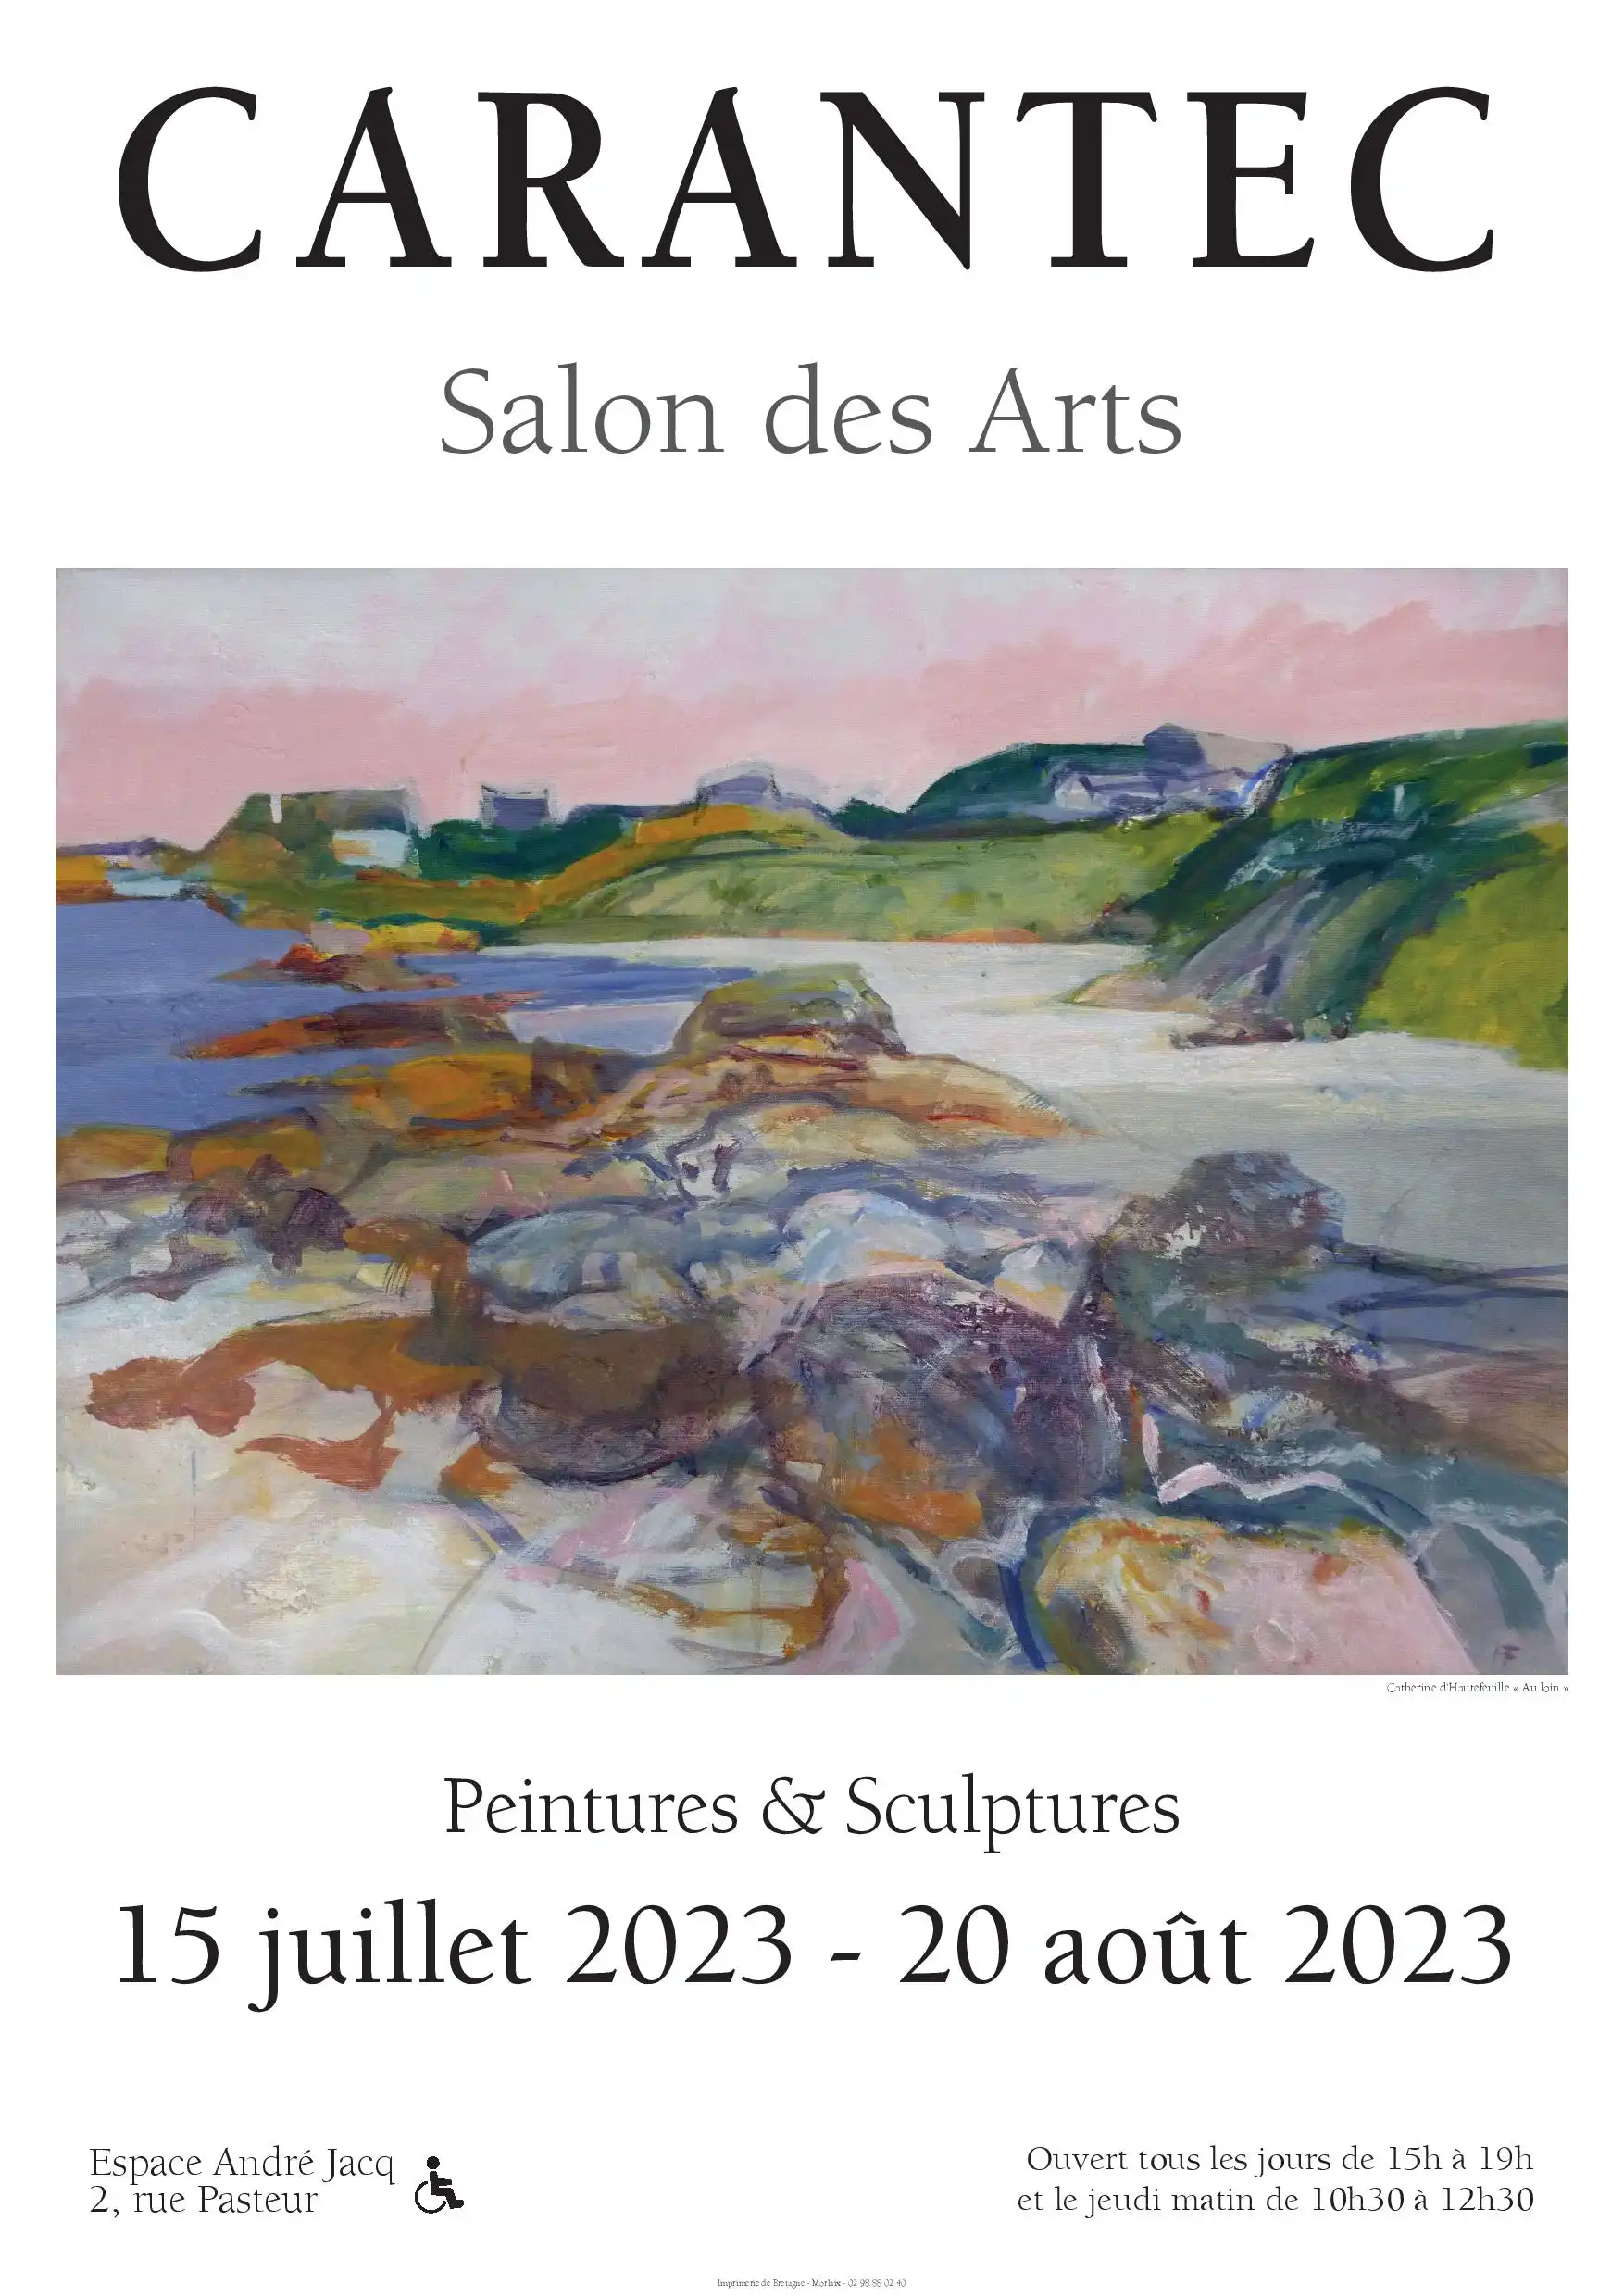 CARANTEC
Salon des Arts
Catherine d'Hautefeuille « Au loin »
Peintures & Sculptures
15 juillet 2023 - 20 août 2023
Espace André Jacq
2, rue Pasteur
Ouvert tous les jours de 15h à 19h
et le jeudi matin de 10h30 à 12h30
Imprimerie de Bretagne - Morlaix - 02 98 88 02 40